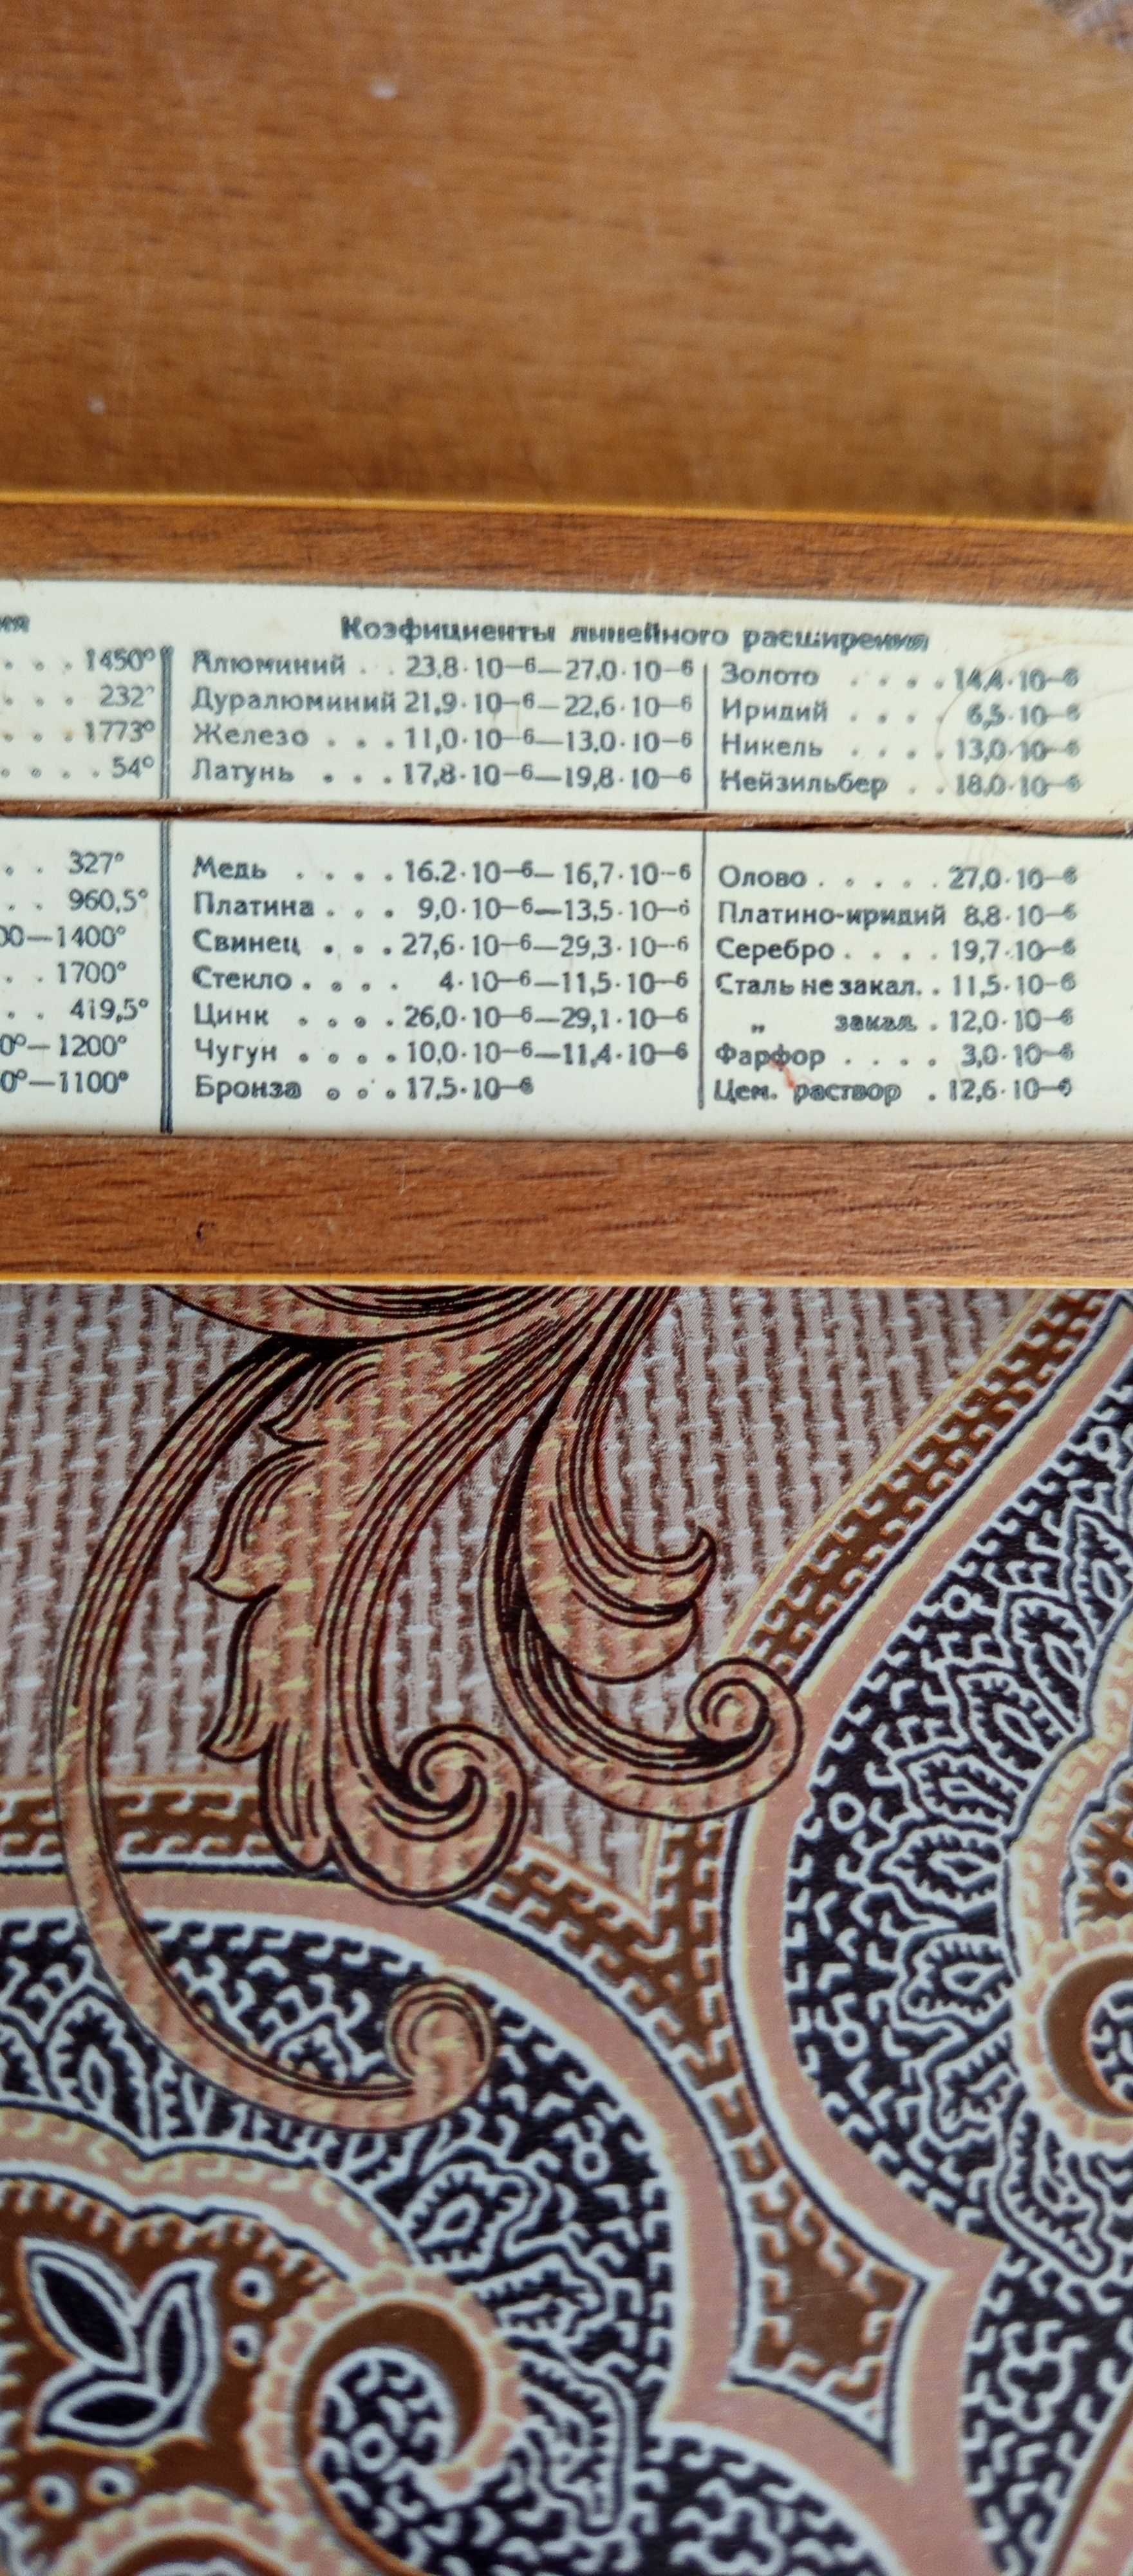 ия
Коэфициенты линейного расширения
. . . 1450° Алюминий . . 23,8·10—6—27,0·10—6 Золото . . . . 14,4·10—6
. . . 232° Дуралюминий 21,9·10—6—22,6·10—6 Иридий . . . . 6,5·10—6
. . . 1773° Железо . . . 11,0·10—6—13,0·10—6 Никель . . . . 13,0·10—6
. . . . 54° Латунь . . . 17,8·10—6—19,8·10—6 Нейзильбер . . 18,0·10—6
. . 327° Медь . . . . 16.2·10—6—16,7·10—6 Олово . . . . . 27,0·10—6
. . 960,5° Платина . . . 9,0·10—6—13,5·10—6 Платино-иридий 8,8·10—6
00—1400° Свинец . . . 27,6·10—6—29,3·10—6 Серебро . . . . 19,7·10—6
. . 1700° Стекло . . . . 4·10—6—11,5·10—6 Сталь не закал. . 11,5·10—6
. . 419,5° Цинк . . . . 26,0·10—6—29,1·10—6 „ закал. . 12,0·10—6
0°—1200° Чугун . . . . 10,0·10—6—11,4·10—6 Фарфор . . . . 3,0·10—6
0°—1100° Бронза . . . 17,5·10—6 Цем. раствор . 12,6·10—6